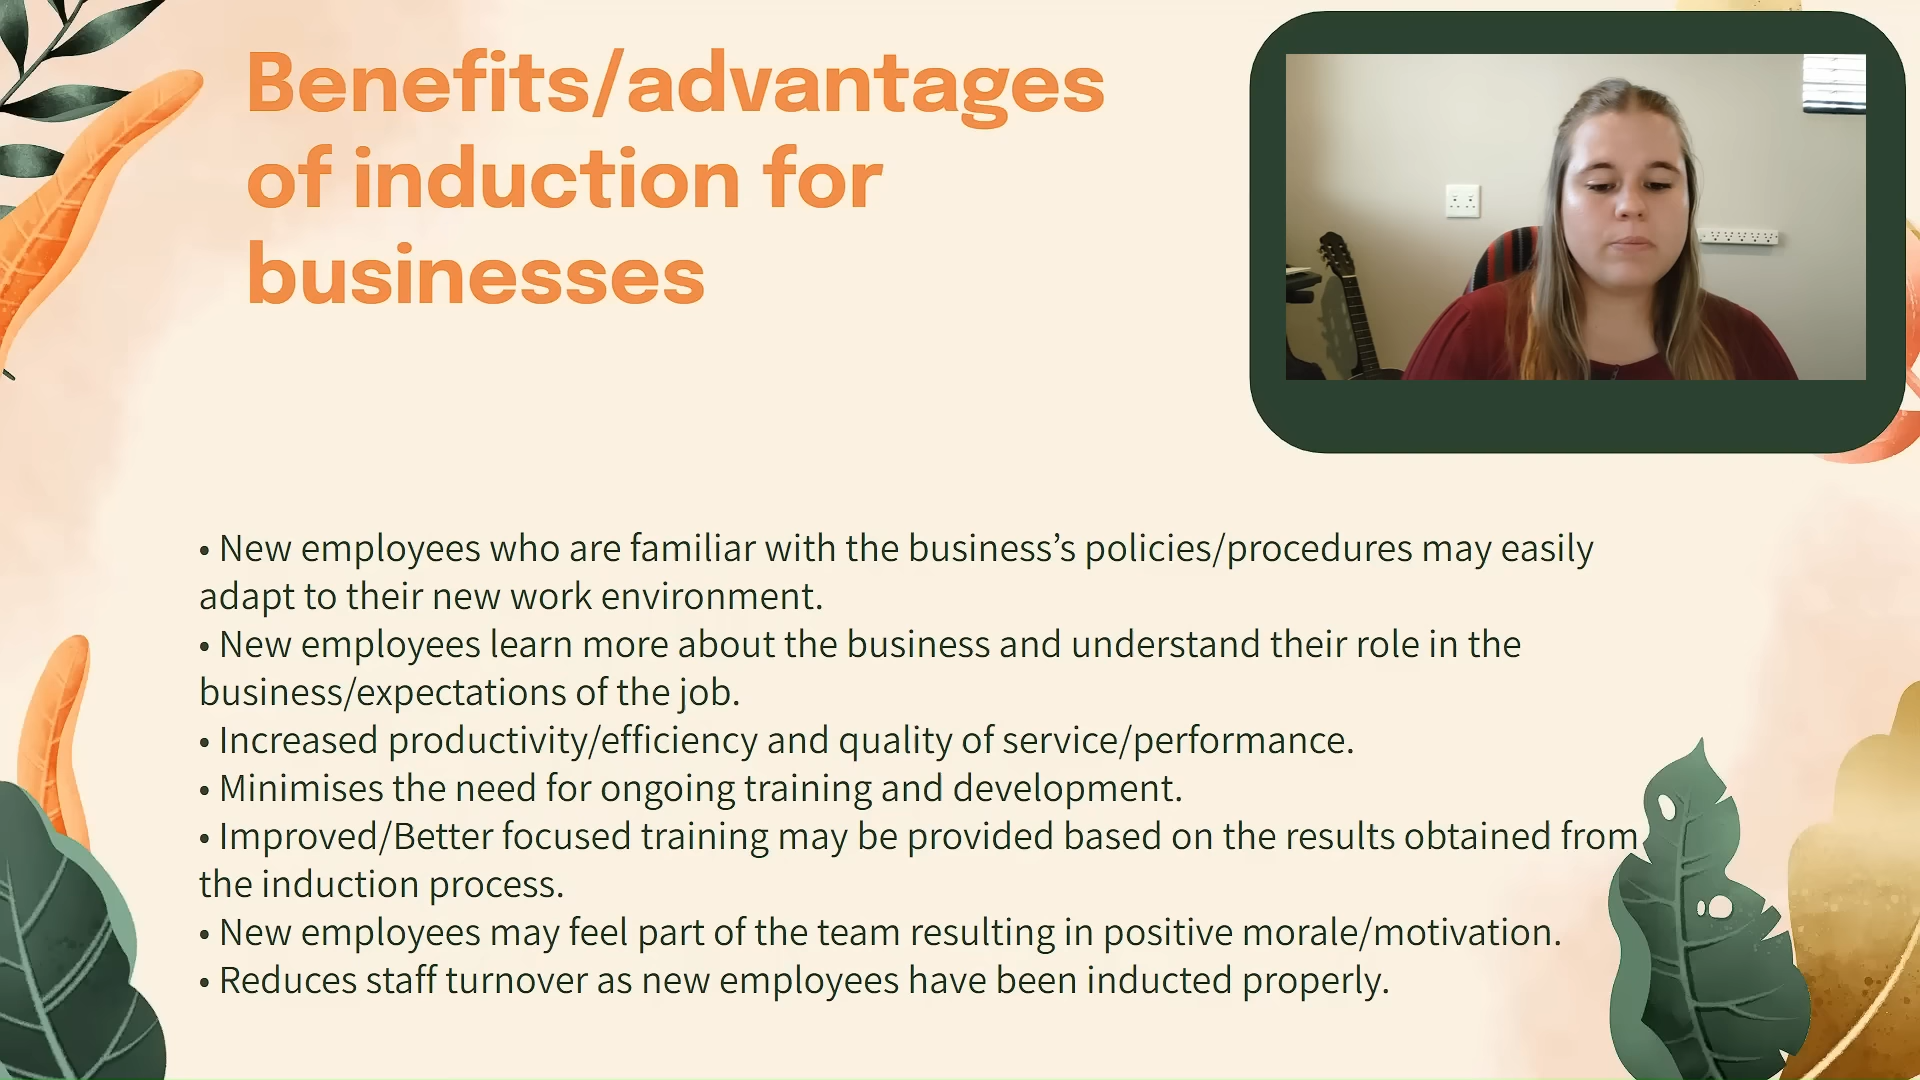 Benefits/advantages
of induction for
businesses
• New employees who are familiar with the business’s policies/procedures may easily
adapt to their new work environment.
• New employees learn more about the business and understand their role in the
business/expectations of the job.
• Increased productivity/efficiency and quality of service/performance.
• Minimises the need for ongoing training and development.
• Improved/Better focused training may be provided based on the results obtained from
the induction process.
• New employees may feel part of the team resulting in positive morale/motivation.
• Reduces staff turnover as new employees have been inducted properly.